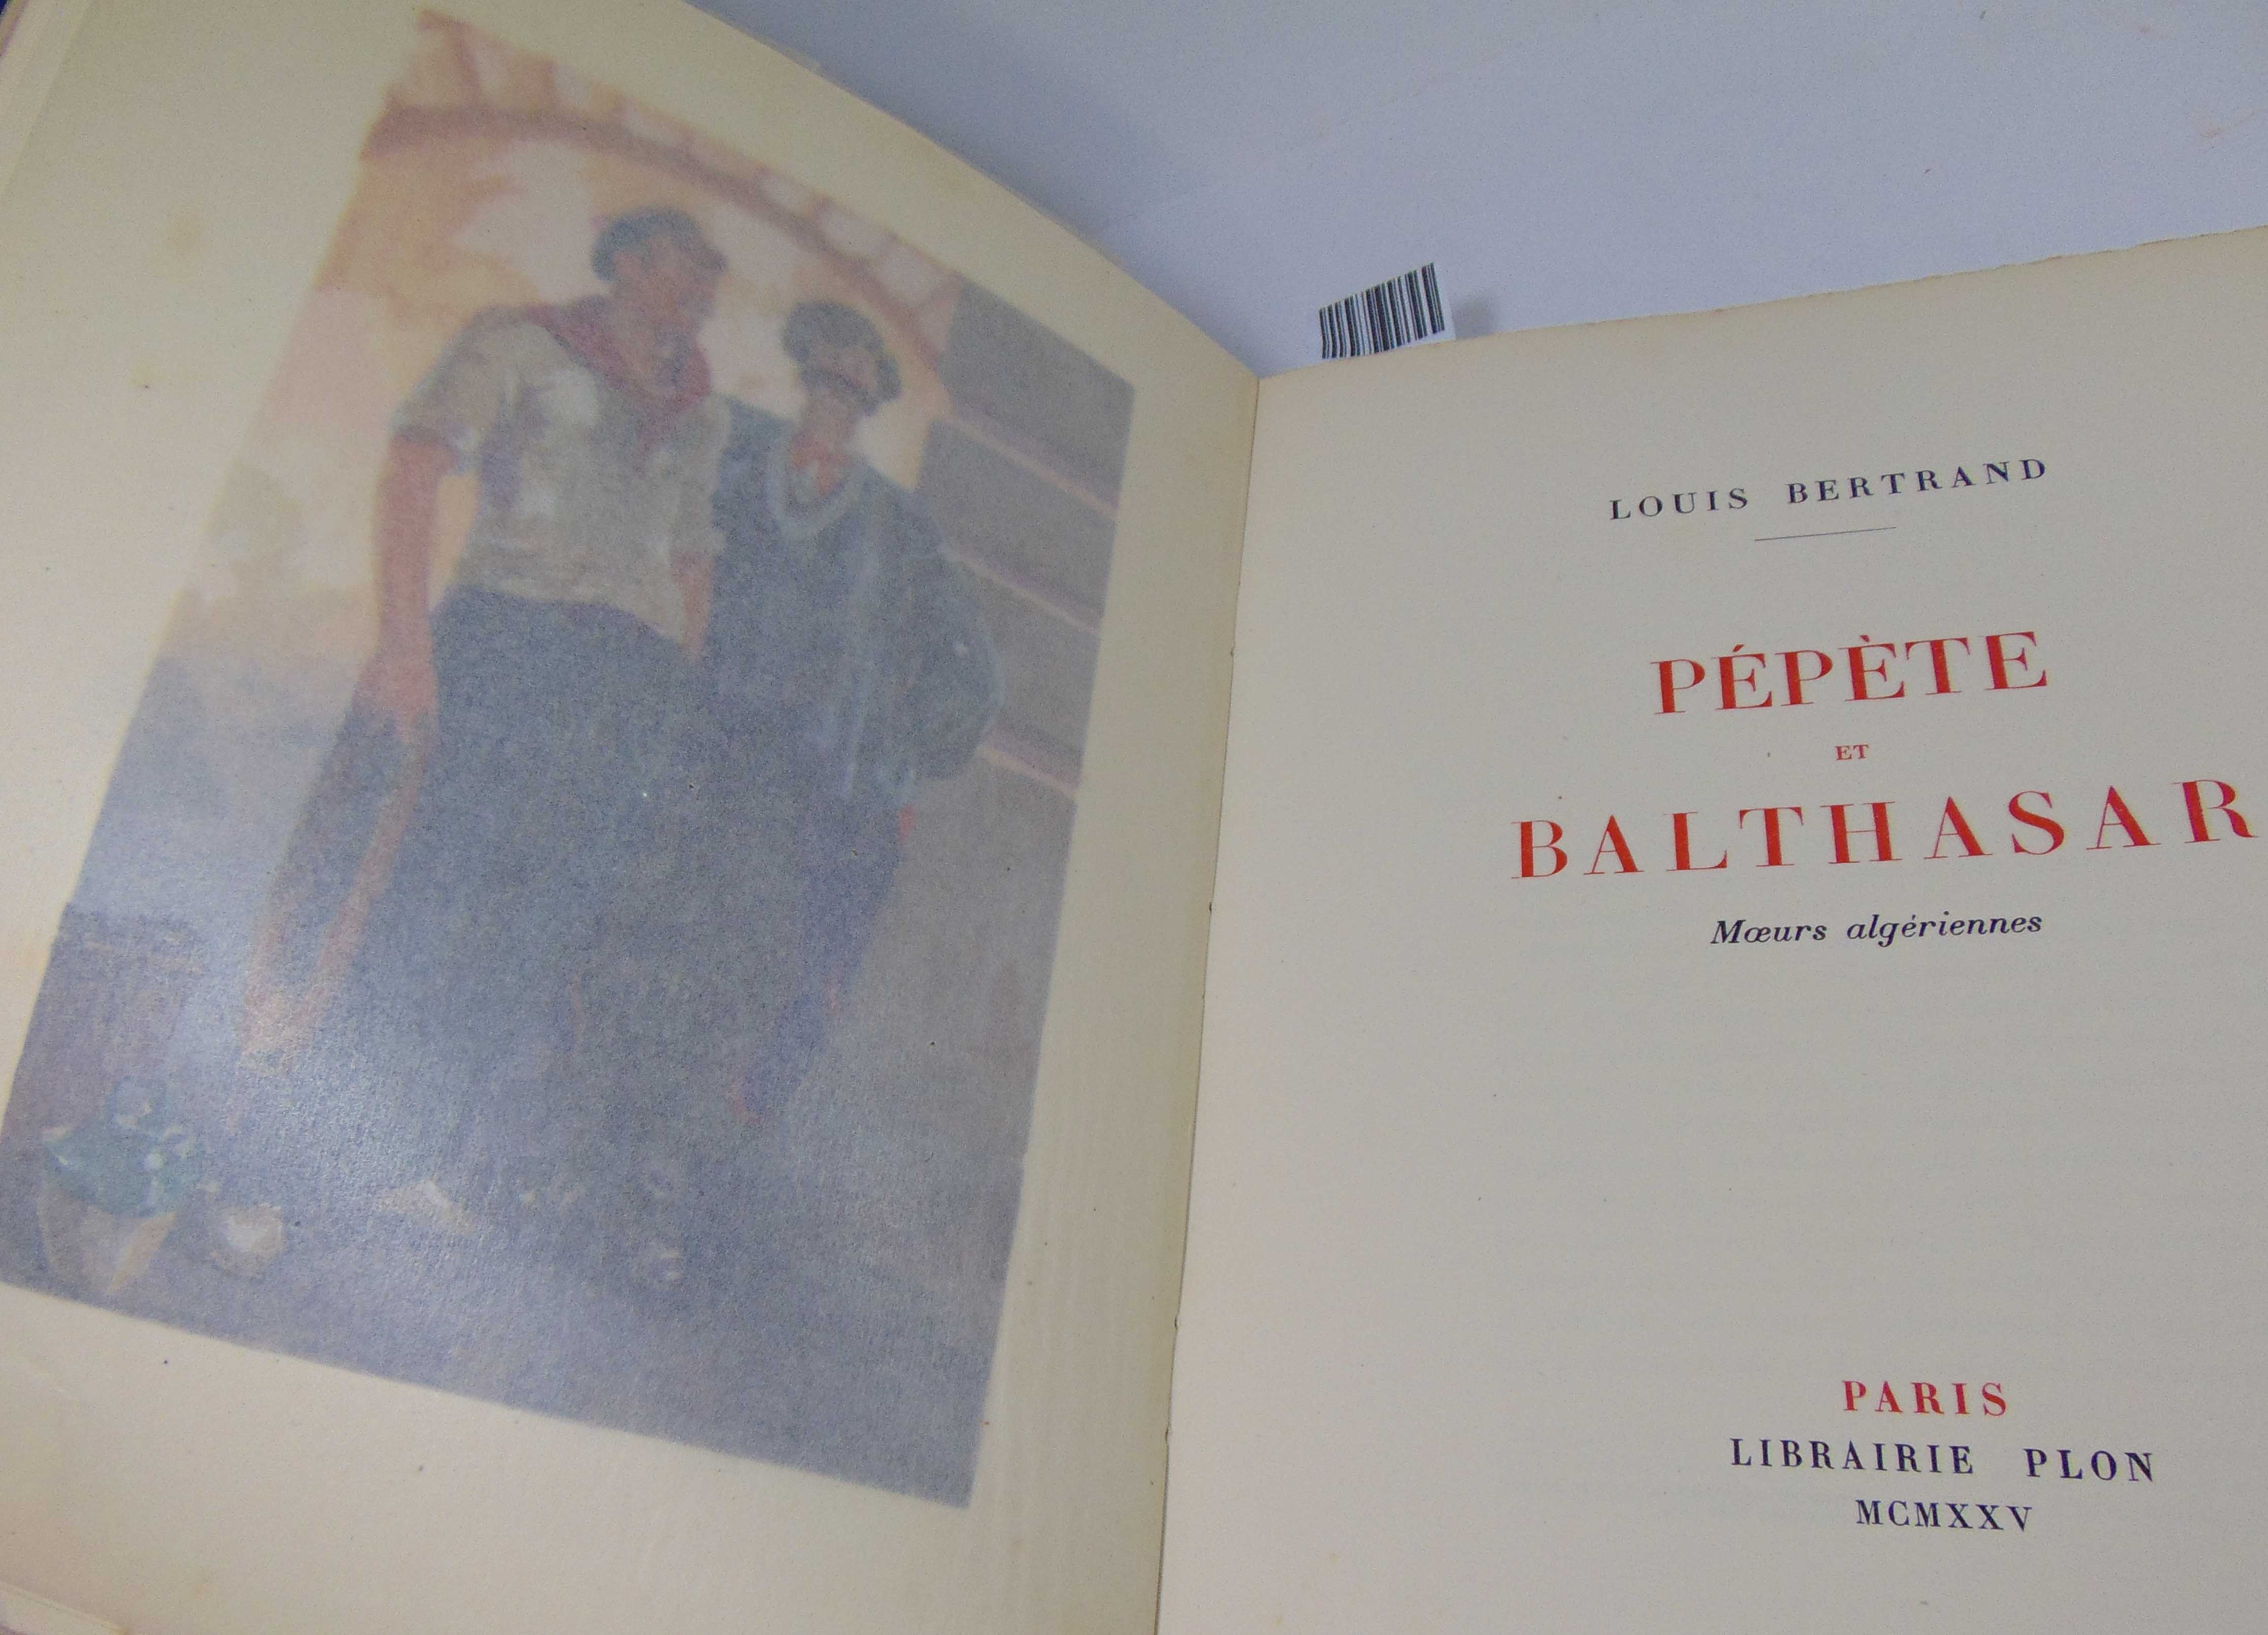 LOUIS BERTRAND
PÉPÈTE
ET
BALTHASAR
Mœurs algériennes
PARIS
LIBRAIRIE PLON
MCMXXV